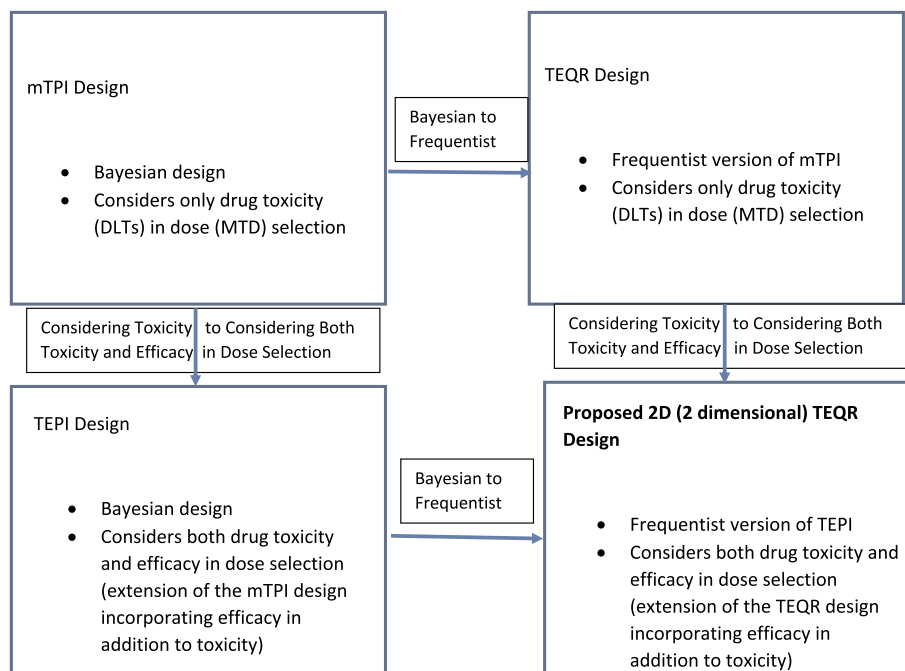 mTPI Design
• Bayesian design
• Considers only drug toxicity
(DLTs) in dose (MTD) selection
Bayesian to
Frequentist
TEQR Design
• Frequentist version of mTPI
• Considers only drug toxicity
(DLTs) in dose (MTD) selection
Considering Toxicity to Considering Both
Toxicity and Efficacy in Dose Selection
Considering Toxicity to Considering Both
Toxicity and Efficacy in Dose Selection
TEPI Design
• Bayesian design
• Considers both drug toxicity
and efficacy in dose selection
(extension of the mTPI design
incorporating efficacy in
addition to toxicity)
Bayesian to
Frequentist
Proposed 2D (2 dimensional) TEQR
Design
• Frequentist version of TEPI
• Considers both drug toxicity and
efficacy in dose selection
(extension of the TEQR design
incorporating efficacy in
addition to toxicity)